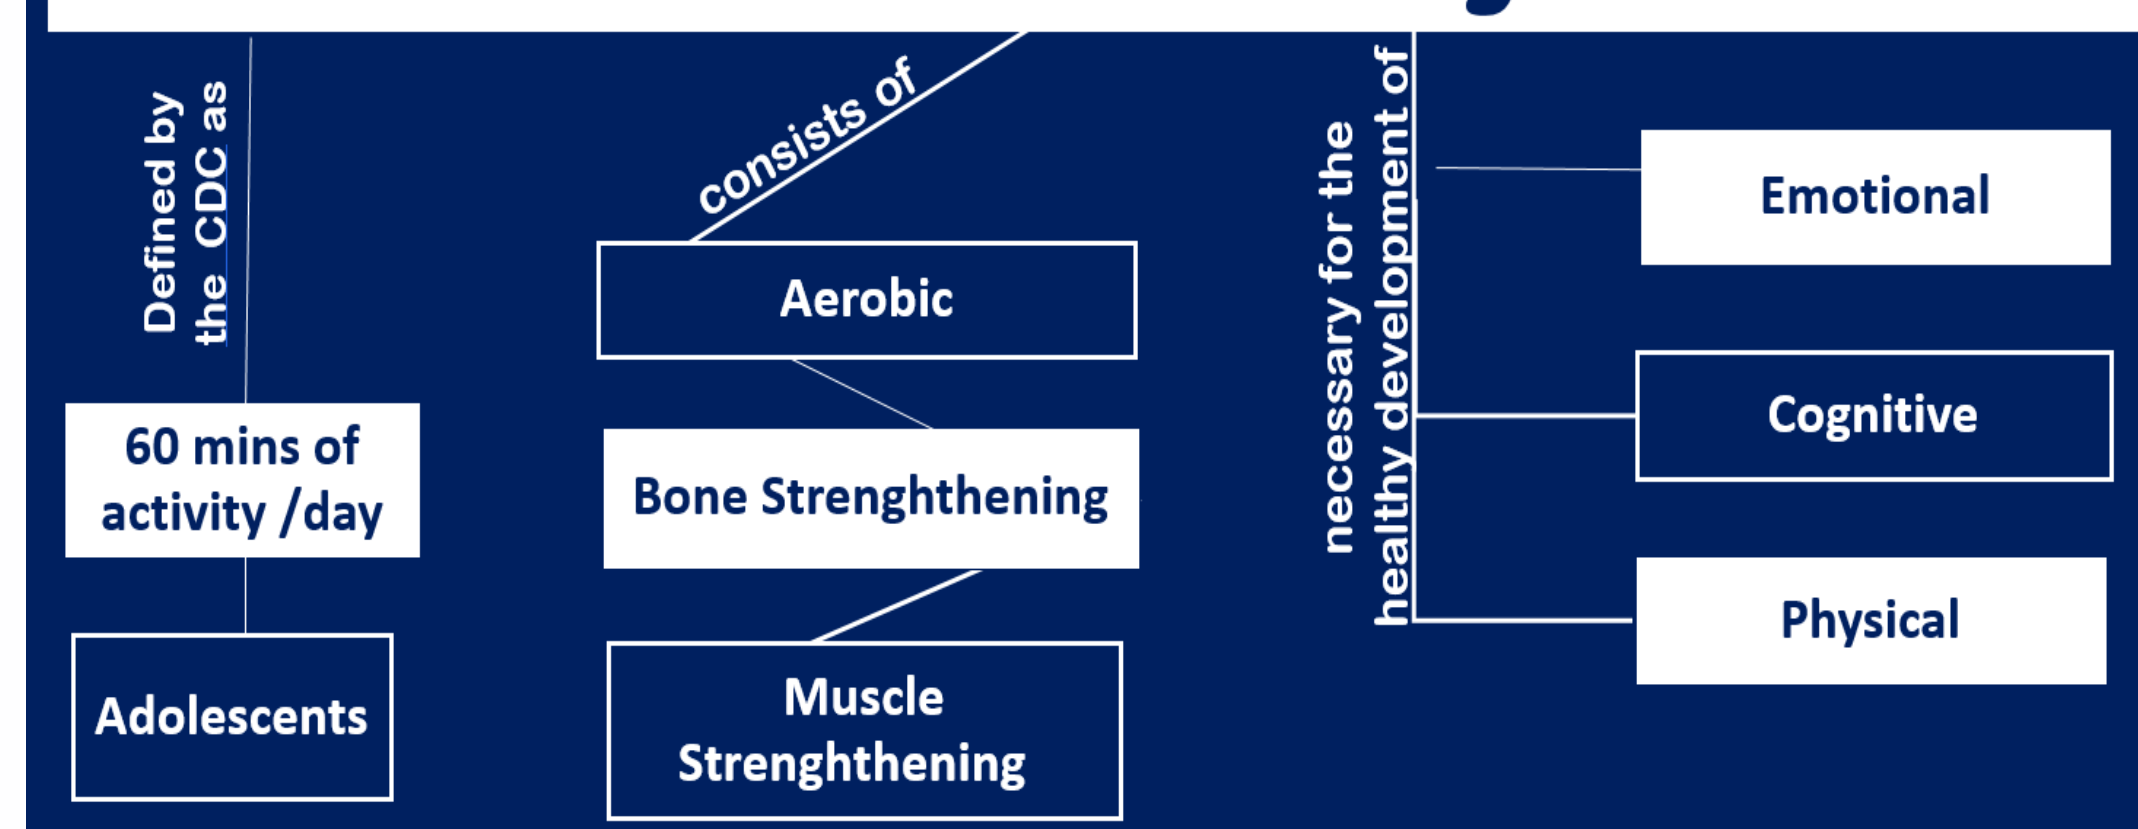 Defined by
the CDC as
60 mins of
activity /day
Adolescents
consists of
Aerobic
Bone Strenghthening
Muscle
Strenghthening
necessary for the
healthy development of
Emotional
Cognitive
Physical